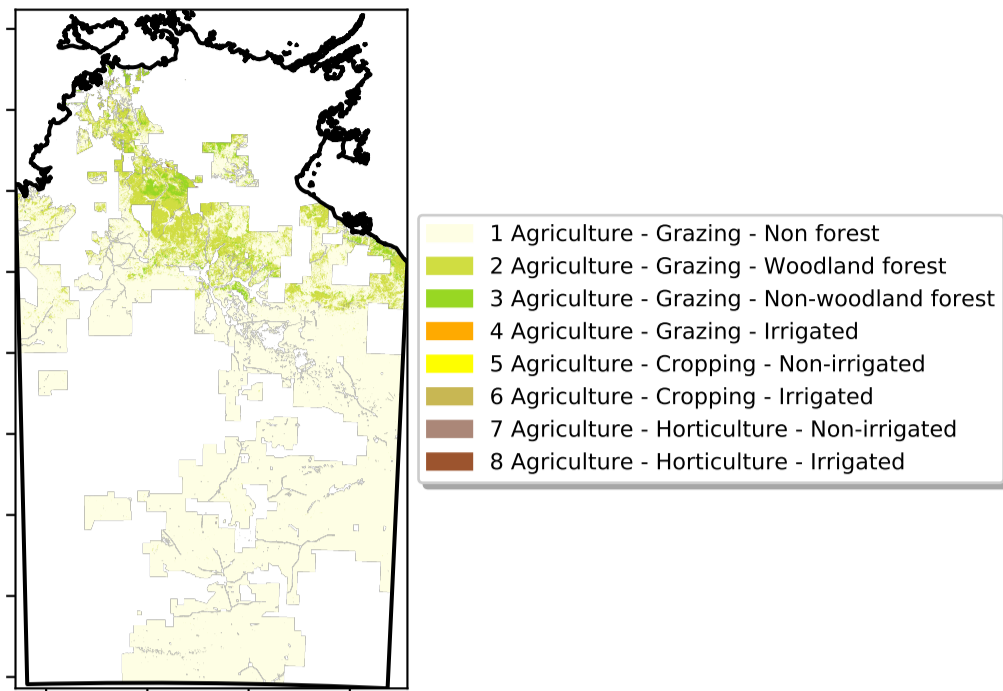 1 Agriculture - Grazing - Non forest
2 Agriculture - Grazing - Woodland forest
3 Agriculture - Grazing - Non-woodland forest
4 Agriculture - Grazing - Irrigated
5 Agriculture - Cropping - Non-irrigated
6 Agriculture - Cropping - Irrigated
7 Agriculture - Horticulture - Non-irrigated
8 Agriculture - Horticulture - Irrigated